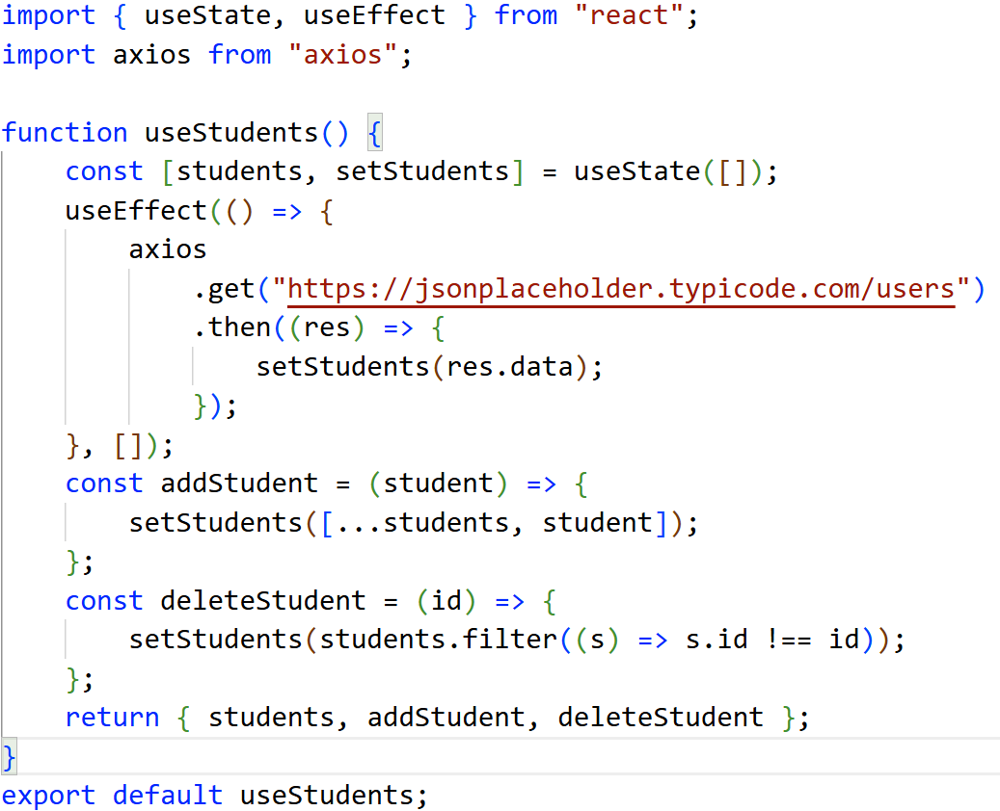 import { useState, useEffect } from "react";
import axios from "axios";

function useStudents() {
    const [students, setStudents] = useState([]);
    useEffect(() => {
        axios
            .get("https://jsonplaceholder.typicode.com/users")
            .then((res) => {
                setStudents(res.data);
            });
    }, []);
    const addStudent = (student) => {
        setStudents([...students, student]);
    };
    const deleteStudent = (id) => {
        setStudents(students.filter((s) => s.id !== id));
    };
    return { students, addStudent, deleteStudent };
}
export default useStudents;